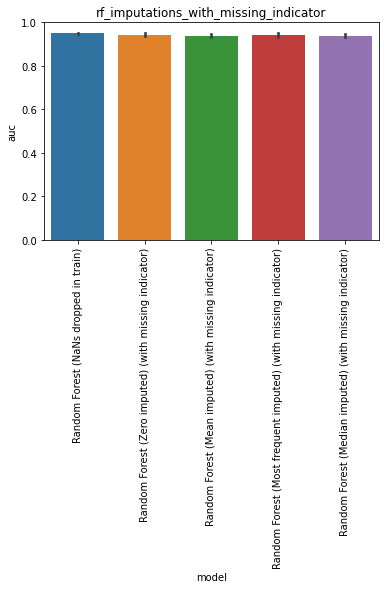 rf_imputations_with_missing_indicator
1.0
0.8
0.6
0.4
0.2
0.0
auc
Random Forest (NaNs dropped in train)
Random Forest (Zero imputed) (with missing indicator)
Random Forest (Mean imputed) (with missing indicator)
Random Forest (Most frequent imputed) (with missing indicator)
Random Forest (Median imputed) (with missing indicator)
model